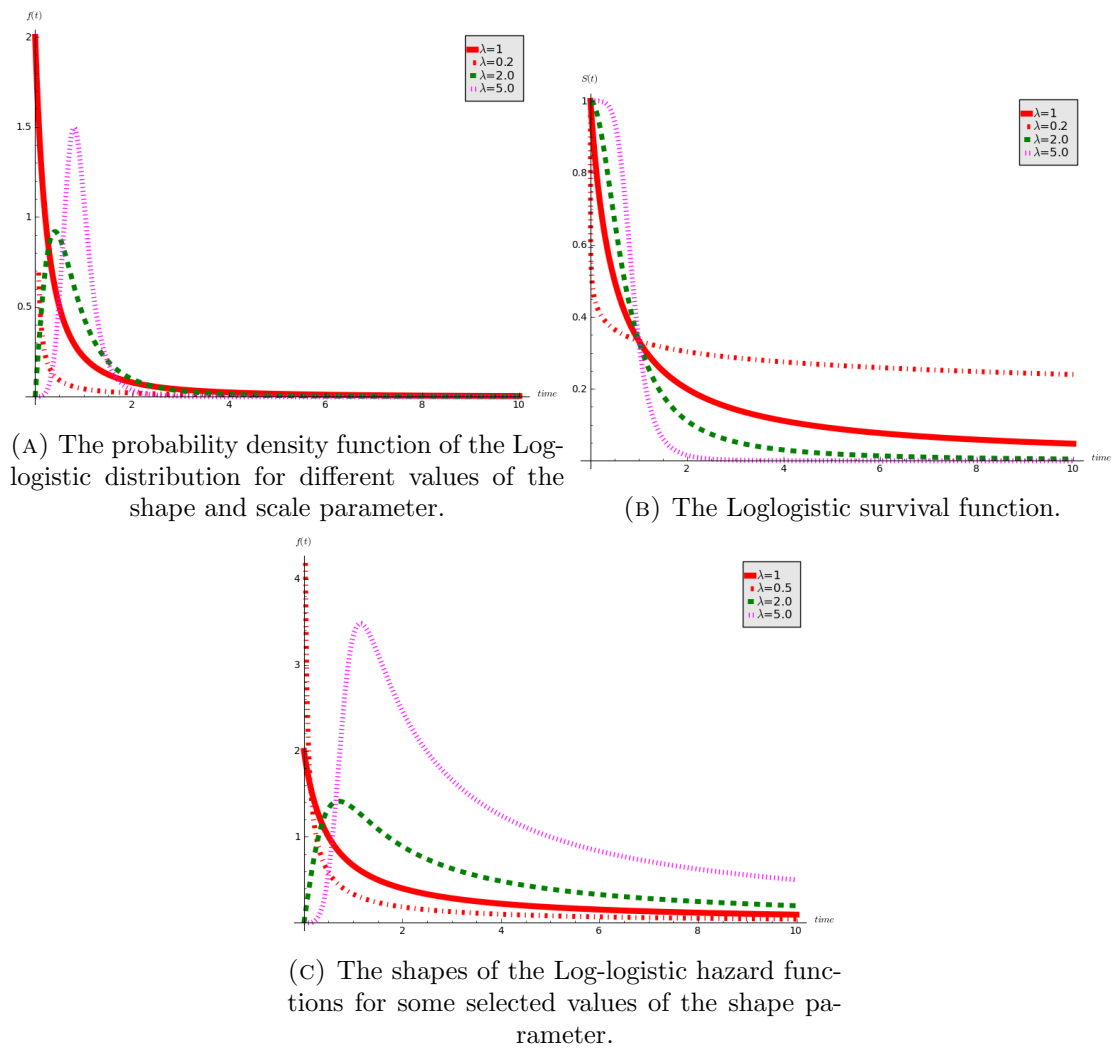 f(t)
2
1.5
1
0.5
2
4
6
8
10
time
λ=1
λ=0.2
λ=2.0
λ=5.0
(A) The probability density function of the Log-
logistic distribution for different values of the
shape and scale parameter.
S(t)
1
0.8
0.6
0.4
0.2
2
4
6
8
10
time
λ=1
λ=0.2
λ=2.0
λ=5.0
(B) The Loglogistic survival function.
f(t)
4
3
2
1
2
4
6
8
10
time
λ=1
λ=0.5
λ=2.0
λ=5.0
(C) The shapes of the Log-logistic hazard func-
tions for some selected values of the shape pa-
rameter.